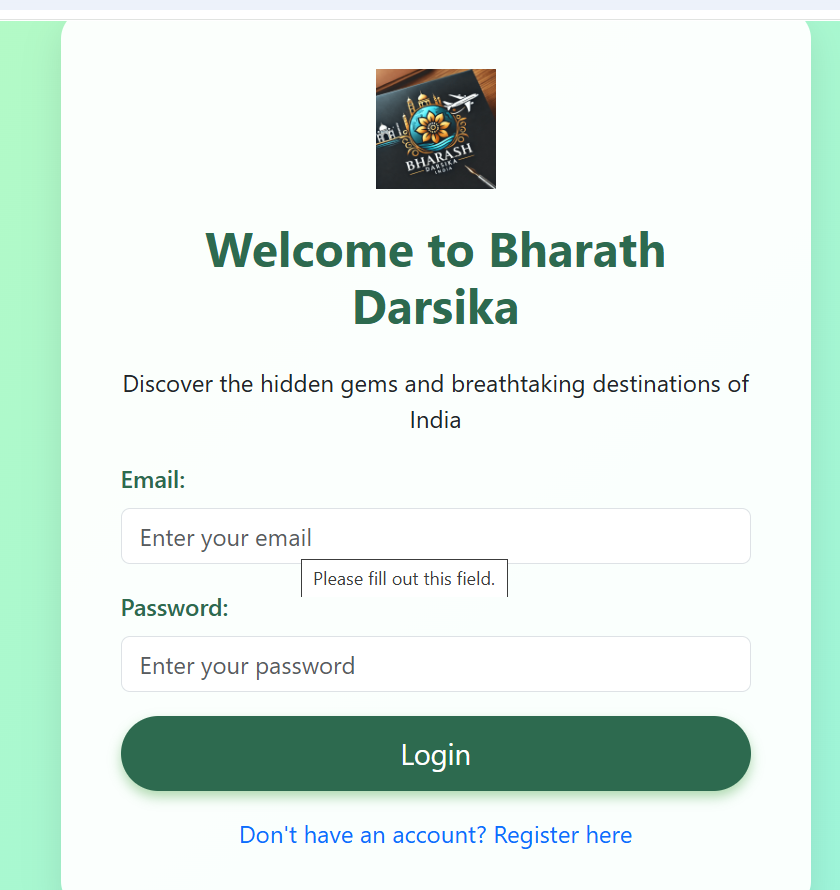 BHARASH
DARSIKA
INDIA
Welcome to Bharath
Darsika
Discover the hidden gems and breathtaking destinations of
India
Email:
Enter your email
Please fill out this field.
Password:
Enter your password
Login
Don't have an account? Register here